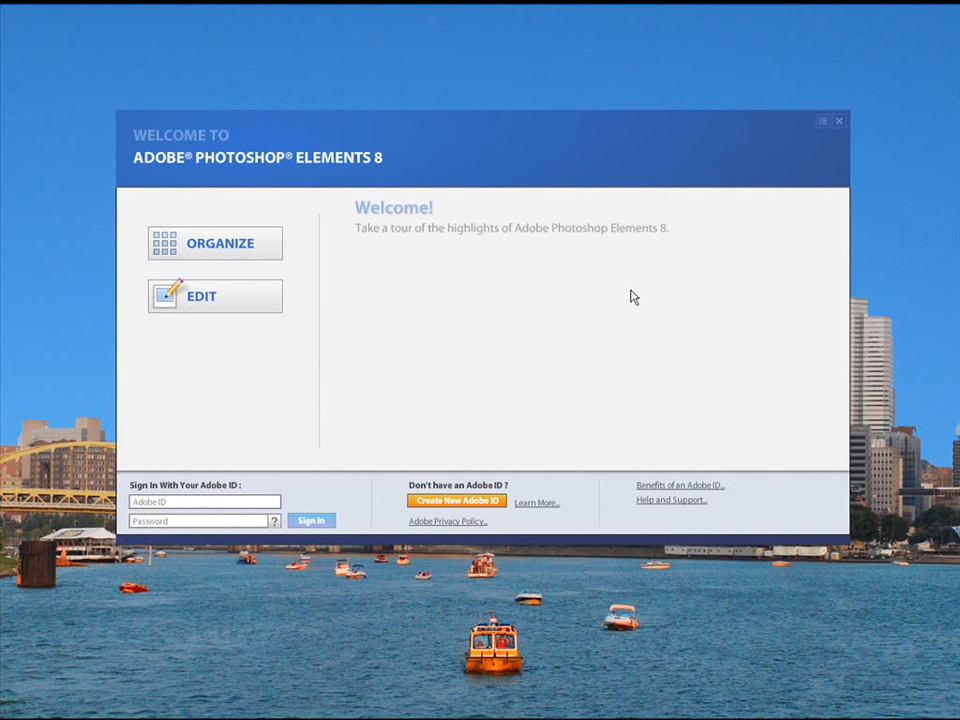 WELCOME TO
ADOBE® PHOTOSHOP® ELEMENTS 8
Welcome!
Take a tour of the highlights of Adobe Photoshop Elements 8.
ORGANIZE
EDIT
Sign In With Your Adobe ID :
Adobe ID
Password
?
Sign In
Don't have an Adobe ID ?
Create New Adobe ID
Learn More...
Adobe Privacy Policy...
Benefits of an Adobe ID...
Help and Support...